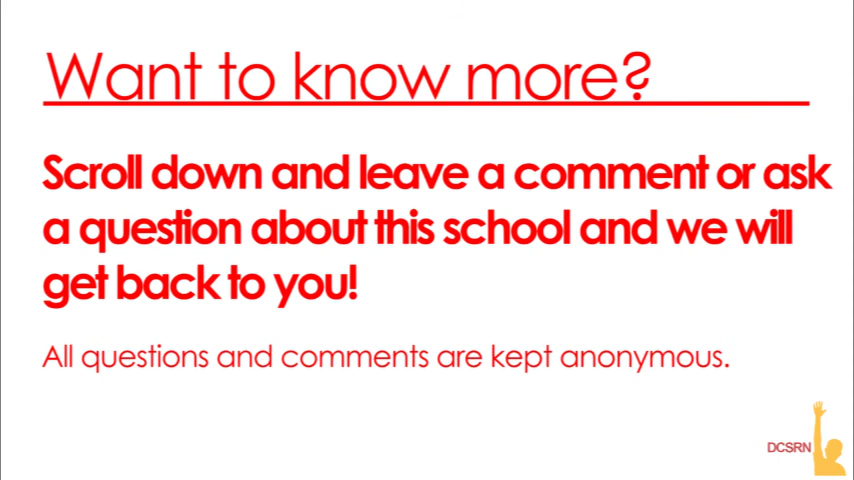 Want to know more?
Scroll down and leave a comment or ask
a question about this school and we will
get back to you!
All questions and comments are kept anonymous.
DCSRN